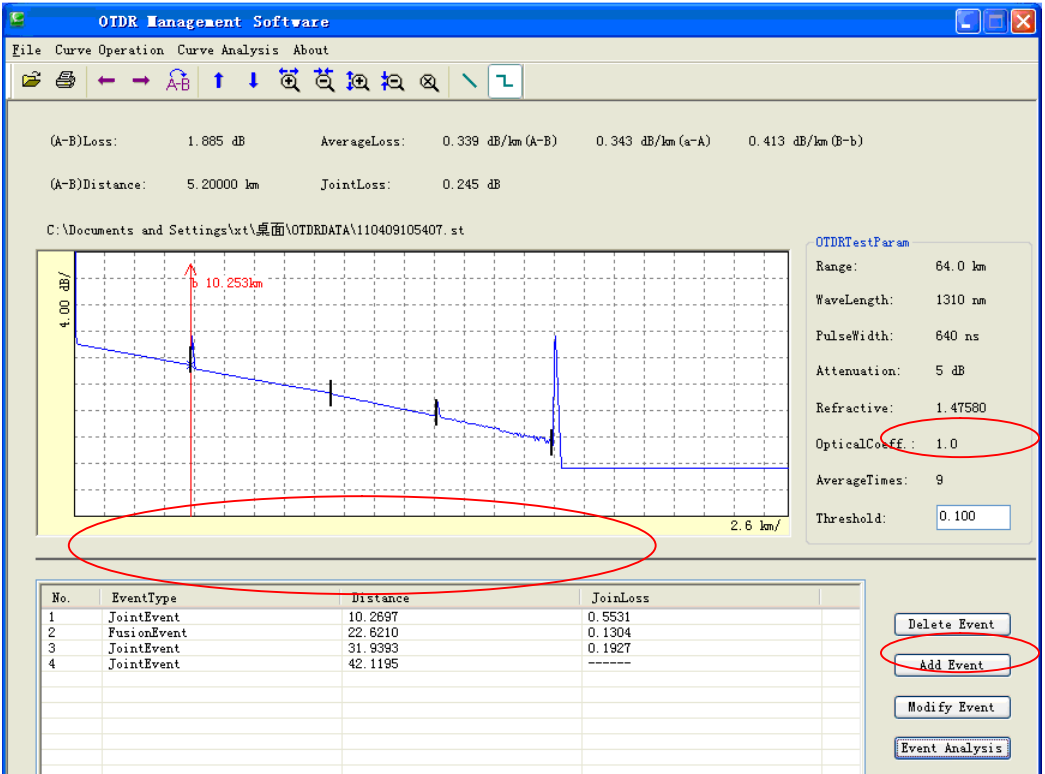 OTDR Management Software
File Curve Operation Curve Analysis About
A-B
(A-B)Loss: 1.885 dB AverageLoss: 0.339 dB/km(A-B) 0.343 dB/km(a-A) 0.413 dB/km(B-b)
(A-B)Distance: 5.20000 km JointLoss: 0.245 dB
C:\Documents and Settings\xt\桌面\OTDRDATA\110409105407.st
4.00 dB/
b 10.253km
2.6 km/
OTDRTestParam
Range: 64.0 km
WaveLength: 1310 nm
PulseWidth: 640 ns
Attenuation: 5 dB
Refractive: 1.47580
OpticalCoeff.: 1.0
AverageTimes: 9
Threshold: 0.100
No. EventType Distance JoinLoss
1 JointEvent 10.2697 0.5531
2 FusionEvent 22.6210 0.1304
3 JointEvent 31.9393 0.1927
4 JointEvent 42.1195 ------
Delete Event
Add Event
Modify Event
Event Analysis